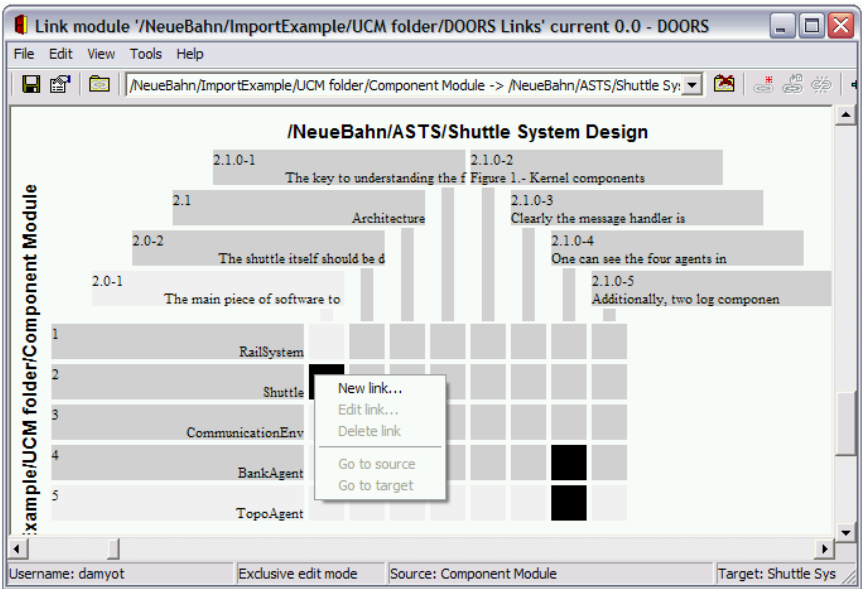 Link module '/NeueBahn/ImportExample/UCM folder/DOORS Links' current 0.0 - DOORS
File Edit View Tools Help
/NeueBahn/ImportExample/UCM folder/Component Module -> /NeueBahn/ASTS/Shuttle Sy
/NeueBahn/ASTS/Shuttle System Design
2.1.0-1
The key to understanding the f
2.1.0-2
Figure 1.- Kernel components
2.1
Architecture
2.1.0-3
Clearly the message handler is
2.0-2
The shuttle itself should be d
2.1.0-4
One can see the four agents in
2.0-1
The main piece of software to
2.1.0-5
Additionally, two log componen
xample/UCM folder/Component Module
1
RailSystem
2
Shuttle
3
CommunicationEnv
4
BankAgent
5
TopoAgent
New link...
Edit link...
Delete link
Go to source
Go to target
Username: damyot
Exclusive edit mode
Source: Component Module
Target: Shuttle Sys